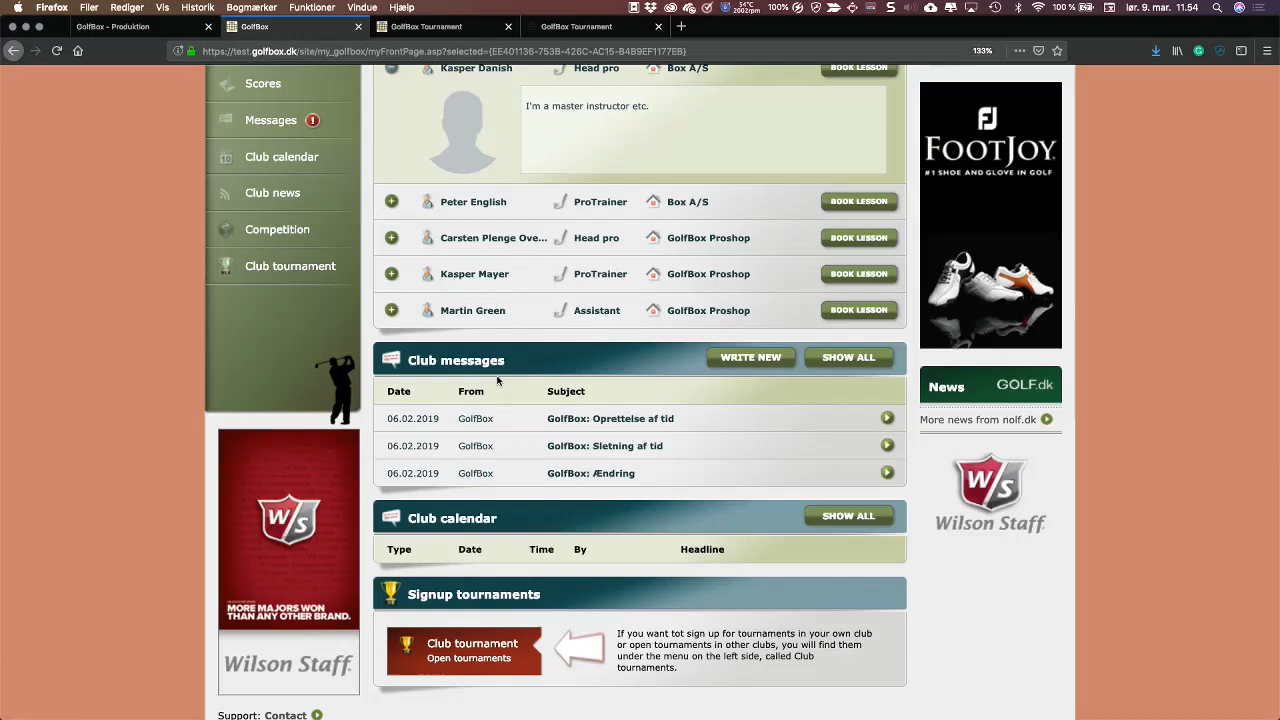 Firefox Arkiv Rediger Vis Historik Bogmærker Funktioner Vindue Hjælp 2002rpm 100% lør. 9. mar. 11.54
GolfBox - Produktion GolfBox GolfBox Tournament GolfBox Tournament
https://test.golfbox.dk/site/my_golfbox/myFrontPage.asp?selected={EE401136-753B-426C-AC15-B4B9EF1177EB} 133%
Scores
Messages
Club calendar
Club news
Competition
Club tournament
Kasper Danish Head pro Box A/S BOOK LESSON
I'm a master instructor etc.
Peter English ProTrainer Box A/S BOOK LESSON
Carsten Plenge Ove... Head pro GolfBox Proshop BOOK LESSON
Kasper Mayer ProTrainer GolfBox Proshop BOOK LESSON
Martin Green Assistant GolfBox Proshop BOOK LESSON
Club messages WRITE NEW SHOW ALL
Date From Subject
06.02.2019 GolfBox GolfBox: Oprettelse af tid
06.02.2019 GolfBox GolfBox: Sletning af tid
06.02.2019 GolfBox GolfBox: Ændring
Club calendar SHOW ALL
Type Date Time By Headline
Signup tournaments
Club tournament
Open tournaments
If you want tot sign up for tournaments in your own club
or open tournaments in other clubs, you will find them
under the menu on the left side, called Club
tournaments.
FJ
FOOTJOY
#1 SHOE AND GLOVE IN GOLF
News GOLF.dk
More news from nolf.dk
W/S
Wilson Staff.
W/S
MORE MAJORS WON
THAN ANY OTHER BRAND.
Wilson Staff.
Support: Contact